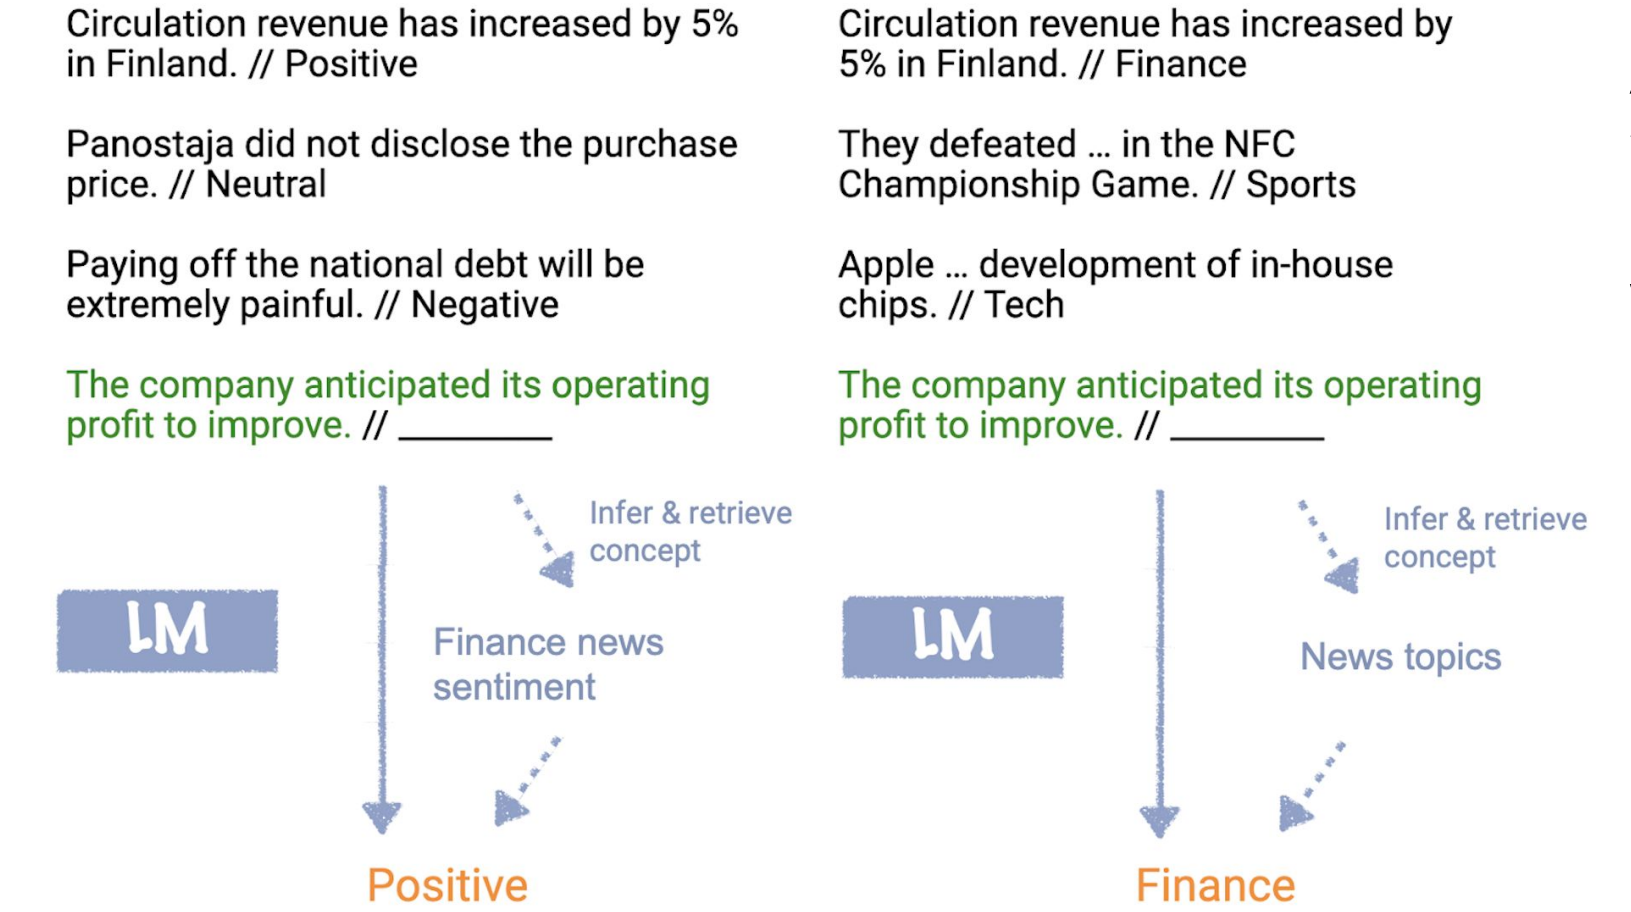 Circulation revenue has increased by 5%
in Finland. // Positive
Panostaja did not disclose the purchase
price. // Neutral
Paying off the national debt will be
extremely painful. // Negative
The company anticipated its operating
profit to improve. // ________
Infer & retrieve
concept
LM
Finance news
sentiment
Positive
Circulation revenue has increased by
5% in Finland. // Finance
They defeated ... in the NFC
Championship Game. // Sports
Apple ... development of in-house
chips. // Tech
The company anticipated its operating
profit to improve. // ________
Infer & retrieve
concept
LM
News topics
Finance